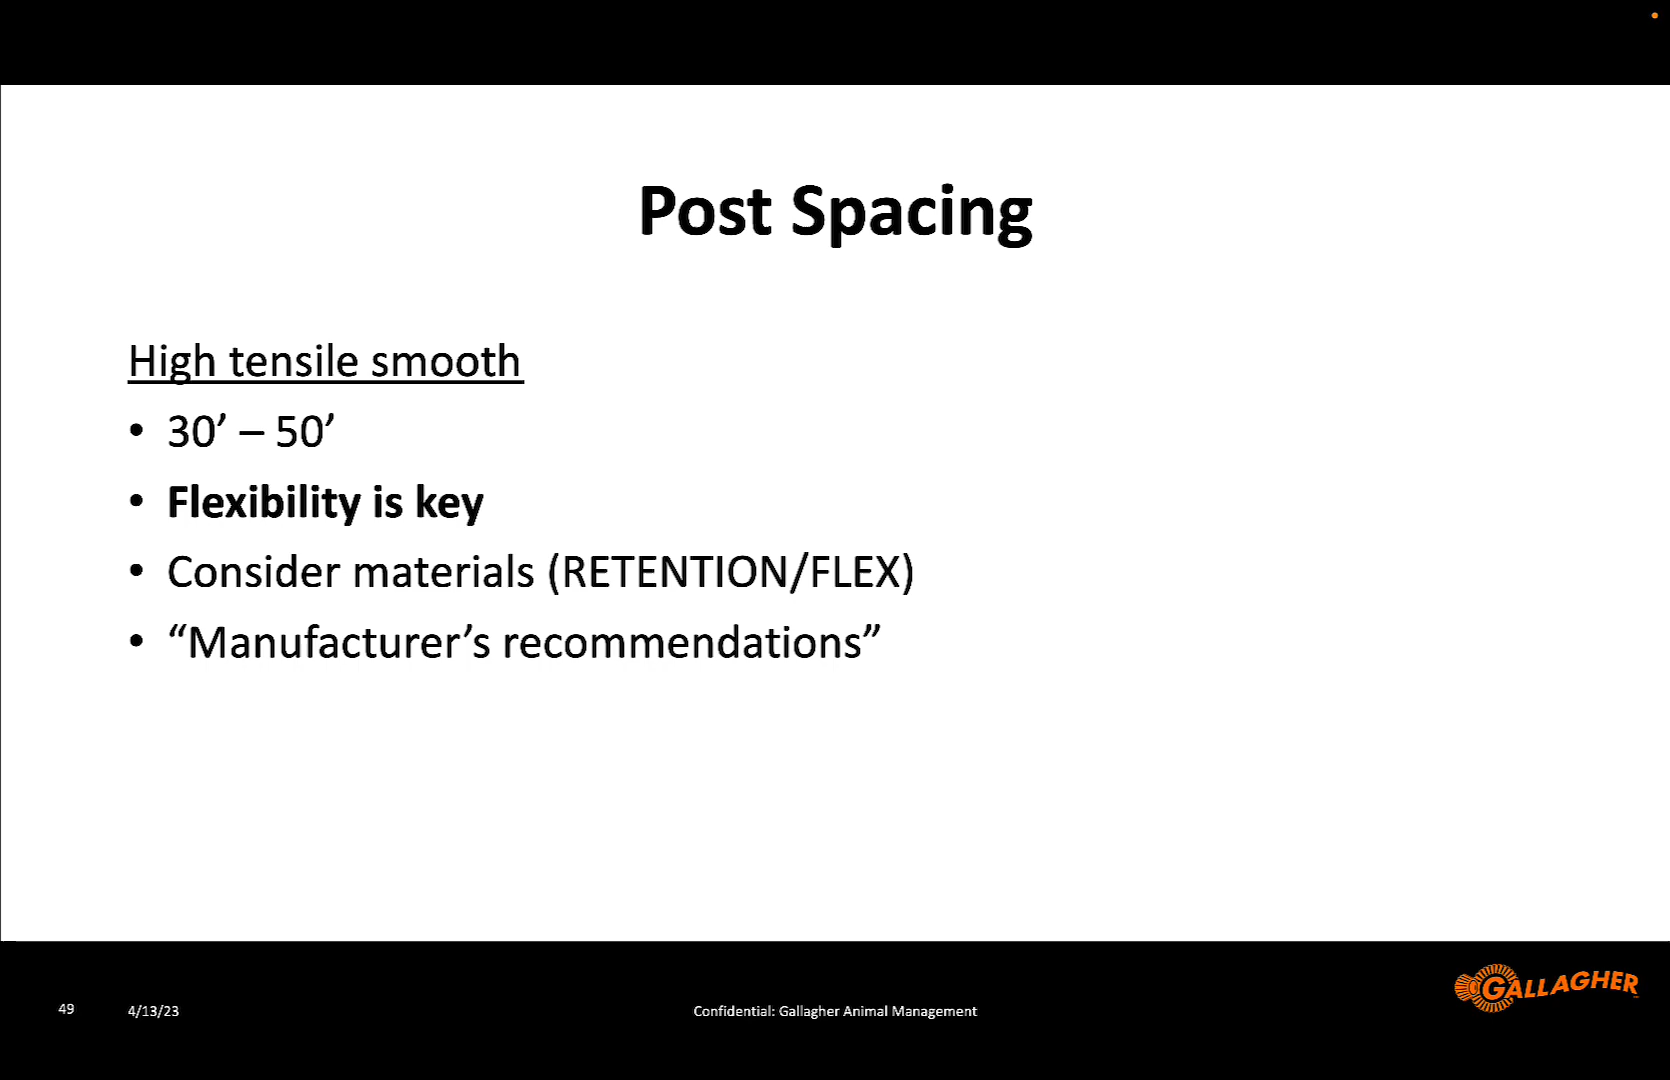 Post Spacing
High tensile smooth
• 30’ – 50’
• Flexibility is key
• Consider materials (RETENTION/FLEX)
• “Manufacturer’s recommendations”
49
4/13/23
Confidential: Gallagher Animal Management
GALLAGHER